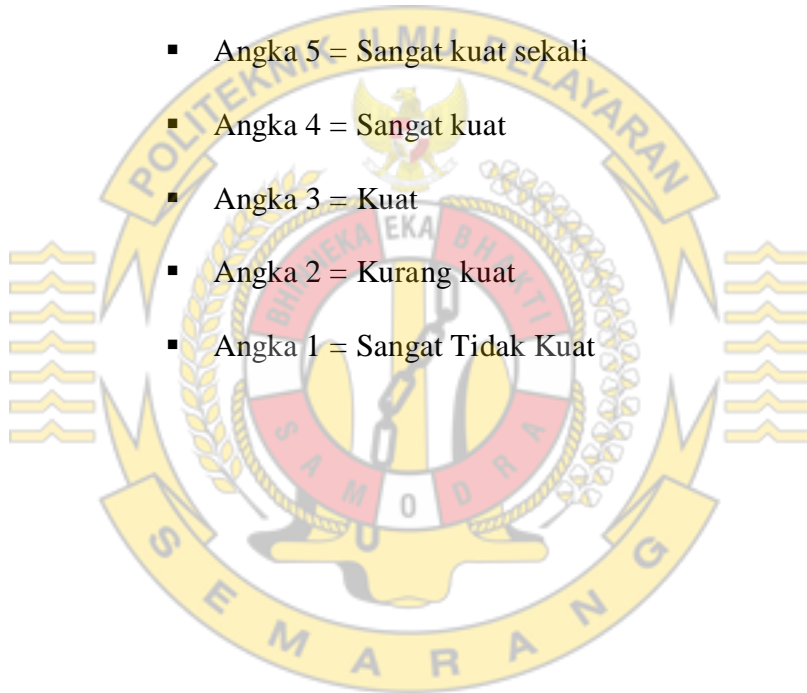 ▪ Angka 5 = Sangat kuat sekali
▪ Angka 4 = Sangat kuat
▪ Angka 3 = Kuat
▪ Angka 2 = Kurang kuat
▪ Angka 1 = Sangat Tidak Kuat
POLITEKNIK ILMU PELAYARAN
BHINNEKA EKA BHAKTI
SAMODRA
SEMARANG